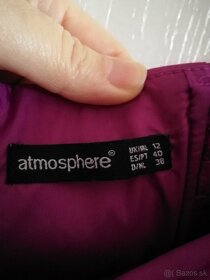 atmosphere®
UK/IRL 12
ES/PT 40
D/NL 38
© bazos.sk